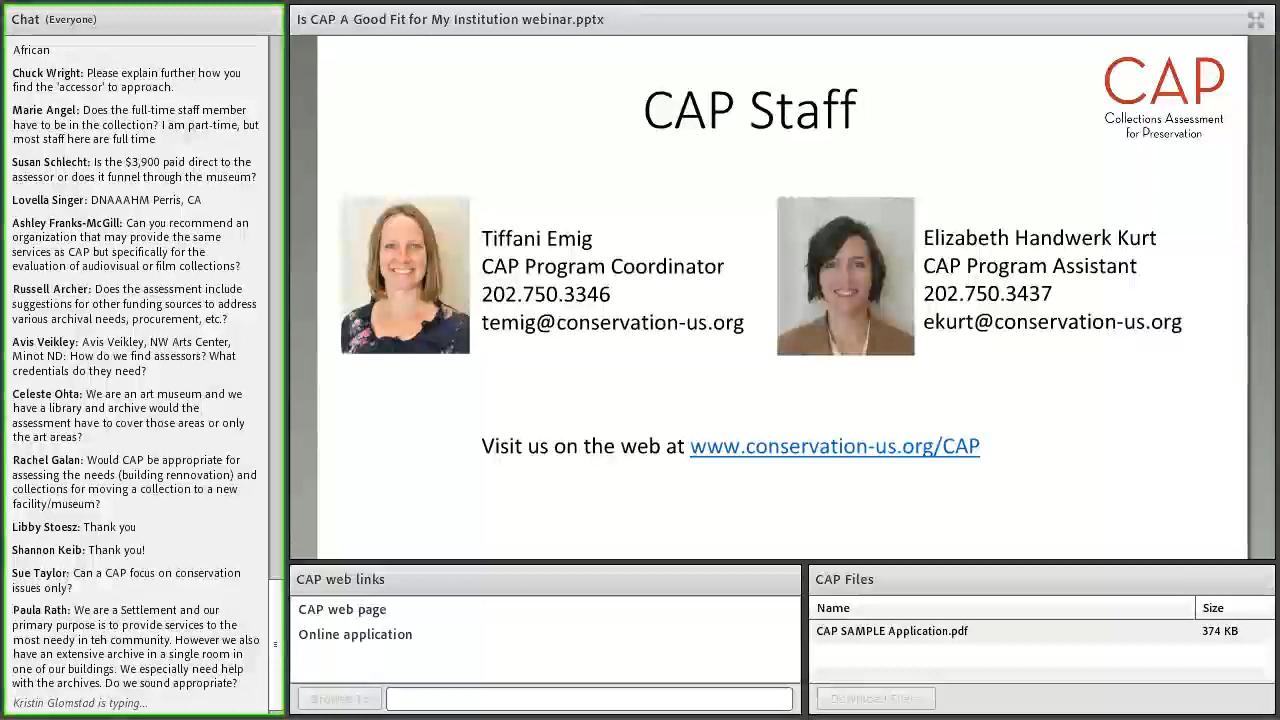 Chat (Everyone)
African
Chuck Wright: Please explain further how you
find the 'accessor' to approach.
Marie Angel: Does the full-time staff member
have to be in the collection? I am part-time, but
most staff here are full time
Susan Schlecht: Is the $3,900 paid direct to the
assessor or does it funnel through the museum?
Lovella Singer: DNAAAHM Perris, CA
Ashley Franks-McGill: Can you recommend an
organization that may provide the same
services as CAP but specifically for the
evaluation of audiovisual or film collections?
Russell Archer: Does the assessment include
suggestions for other funding sources to address
various archival needs, procurement, etc.?
Avis Veikley: Avis Veikley, NW Arts Center,
Minot ND: How do we find assessors? What
credentials do they need?
Celeste Ohta: We are an art museum and we
have a library and archive would the
assessment have to cover those areas or only
the art areas?
Rachel Galan: Would CAP be appropriate for
assessing the needs (building rennovation) and
collections for moving a collection to a new
facility/museum?
Libby Stoesz: Thank you
Shannon Keib: Thank you!
Sue Taylor: Can a CAP focus on conservation
issues only?
Paula Rath: We are a Settlement and our
primary purpose is to provide services to the
most needy in teh community. However we also
have an extensive archive in a single room in
one of our buildings. We especially need help
with the archives. Do we sound appropriate?
Kristin Glomstad is typing...
Is CAP A Good Fit for My Institution webinar.pptx
CAP Staff
CAP
Collections Assessment
for Preservation
Tiffani Emig
CAP Program Coordinator
202.750.3346
temig@conservation-us.org
Elizabeth Handwerk Kurt
CAP Program Assistant
202.750.3437
ekurt@conservation-us.org
Visit us on the web at www.conservation-us.org/CAP
CAP web links
CAP web page
Online application
Browse To
CAP Files
Name Size
CAP SAMPLE Application.pdf 374 KB
Download File(s)